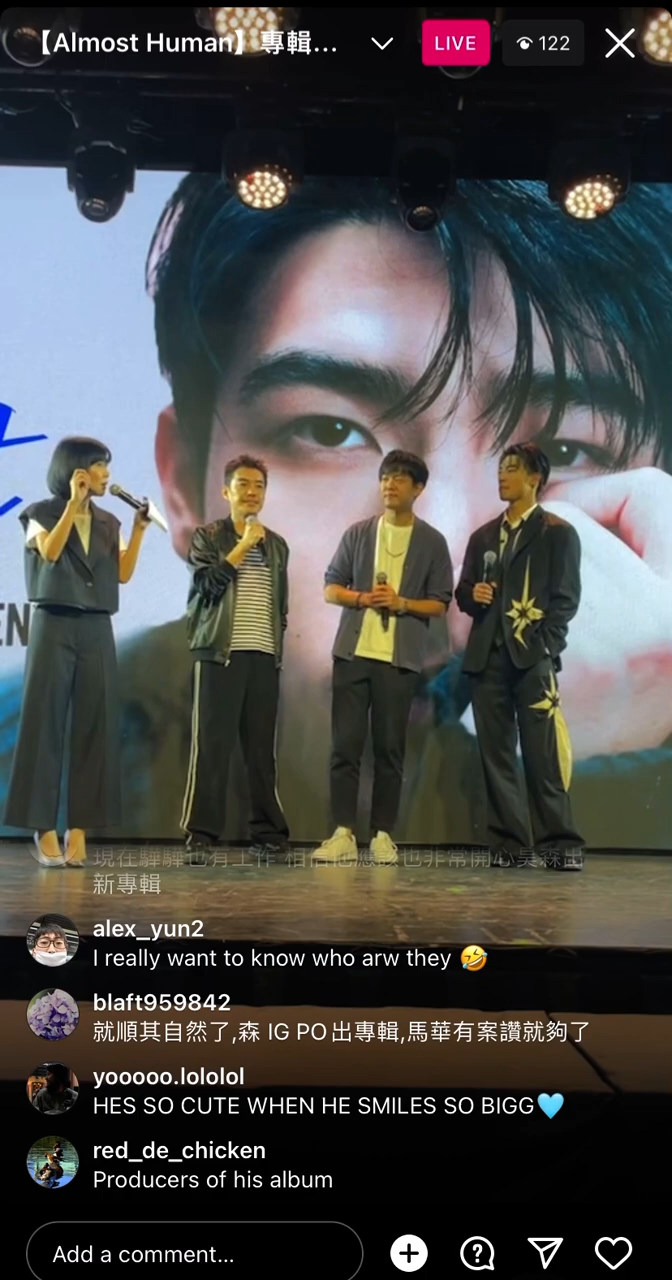 【Almost Human】專輯...
LIVE
122
EN
現在驊驊也有工作 相信他應該也非常開心吴森出
新專輯
alex_yun2
I really want to know who arw they 🤣
blaft959842
就順其自然了,森 IG PO出專輯,馬華有案讚就夠了
yooooo.lololol
HES SO CUTE WHEN HE SMILES SO BIGG🩵
red_de_chicken
Producers of his album
Add a comment...